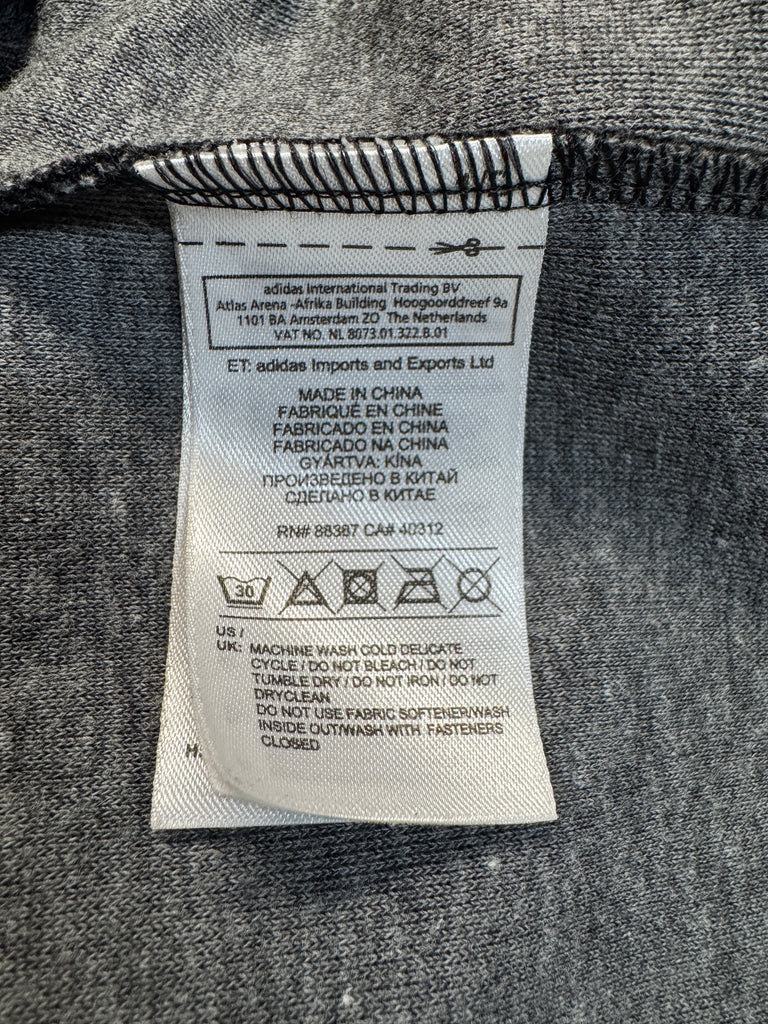 adidas International Trading BV
Atlas Arena -Afrika Building Hoogoorddreef 9a
1101 BA Amsterdam ZO The Netherlands
VAT NO. NL 8073.01.322.B.01
ET: adidas Imports and Exports Ltd
MADE IN CHINA
FABRIQUÉ EN CHINE
FABRICADO EN CHINA
FABRICADO NA CHINA
GYÁRTVA: KÍNA
ПРОИЗВЕДЕНО В КИТАЙ
СДЕЛАНО В КИТАЕ
RN# 88387 CA# 40312
30
US /
UK: MACHINE WASH COLD DELICATE
CYCLE / DO NOT BLEACH / DO NOT
TUMBLE DRY / DO NOT IRON / DO NOT
DRYCLEAN
DO NOT USE FABRIC SOFTENER/WASH
INSIDE OUT/WASH WITH FASTENERS
CLOSED